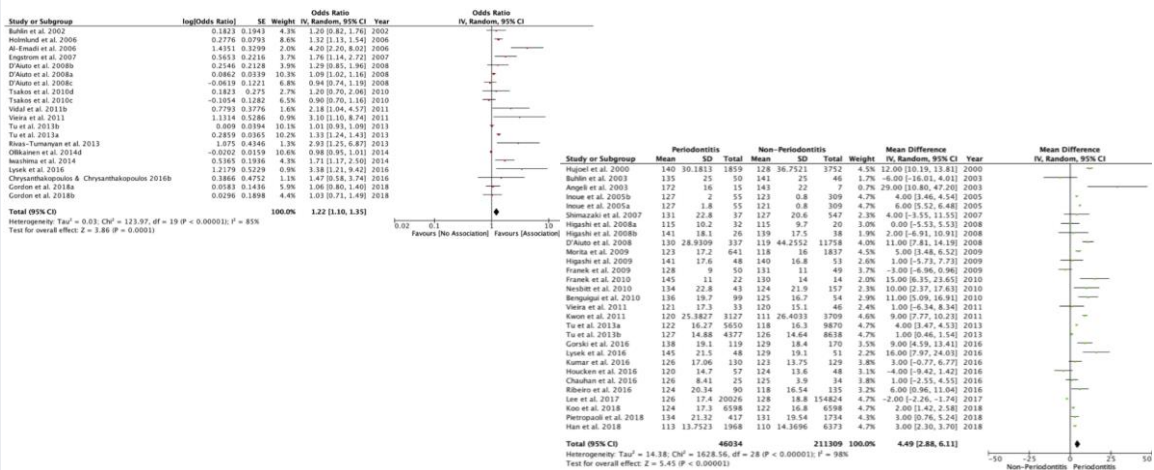 Odds Ratio Odds Ratio
Study or Subgroup log[Odds Ratio] SE Weight IV, Random, 95% CI Year IV, Random, 95% CI
Buhlin et al. 2002 0.1823 0.1943 4.3% 1.20 [0.82, 1.76] 2002
Holmlund et al. 2006 0.2776 0.0793 8.6% 1.32 [1.13, 1.54] 2006
Al-Emadi et al. 2006 1.4351 0.3299 2.0% 4.20 [2.20, 8.02] 2006
Engstrom et al. 2007 0.5653 0.2216 3.6% 1.76 [1.14, 2.72] 2007
D'Aiuto et al. 2008b 0.2546 0.2128 3.9% 1.29 [0.85, 1.96] 2008
D'Aiuto et al. 2008a 0.0862 0.0339 10.3% 1.09 [1.02, 1.16] 2008
D'Aiuto et al. 2008c -0.0619 0.1221 6.8% 0.94 [0.74, 1.19] 2008
Tsakos et al. 2010d 0.1823 0.275 2.6% 1.20 [0.70, 2.06] 2010
Tsakos et al. 2010c -0.1054 0.1282 6.5% 0.90 [0.70, 1.16] 2010
Vidal et al. 2011b 0.7793 0.3776 1.6% 2.18 [1.04, 4.57] 2011
Vieira et al. 2011 1.1314 0.5286 0.9% 3.10 [1.10, 8.74] 2011
Tu et al. 2013b 0.009 0.0394 10.1% 1.01 [0.93, 1.09] 2013
Tu et al. 2013a 0.2859 0.0365 10.2% 1.33 [1.24, 1.43] 2013
Rivas-Tumanyan et al. 2013 1.075 0.4346 1.3% 2.93 [1.25, 6.87] 2013
Ollikainen et al. 2014d -0.0202 0.0159 10.7% 0.98 [0.95, 1.01] 2014
Iwashima et al. 2014 0.5365 0.1936 4.4% 1.71 [1.17, 2.50] 2014
Lysek et al. 2016 1.2179 0.5229 0.9% 3.38 [1.21, 9.42] 2016
Chrysanthakopoulos & Chrysanthakopoulos 2016b 0.3866 0.4752 1.1% 1.47 [0.58, 3.74] 2016
Gordon et al. 2018a 0.0583 0.1436 5.9% 1.06 [0.80, 1.40] 2018
Gordon et al. 2018b 0.0296 0.1898 4.4% 1.03 [0.71, 1.49] 2018
Total (95% CI) 100.0% 1.22 [1.10, 1.35]
Heterogeneity: Tau² = 0.03; Chi² = 123.97, df = 19 (P < 0.00001); I² = 85%
Test for overall effect: Z = 3.86 (P = 0.0001)
0.02 0.1 1 10
Favours [No Association] Favours [Association]
Periodontitis Non-Periodontitis Mean Difference Mean Difference
Study or Subgroup Mean SD Total Mean SD Total Weight IV, Random, 95% CI Year IV, Random, 95% CI
Hujoel et al. 2000 140 30.1813 1859 128 36.7521 3752 4.6% 12.00 [10.19, 13.81] 2000
Buhlin et al. 2003 135 25 50 141 25 46 -6.00 [-16.01, 4.01] 2003
Angeli et al. 2003 172 16 15 143 22 7 29.00 [10.80, 47.20] 2003
Inoue et al. 2005b 127 2 55 123 0.8 309 4.00 [3.46, 4.54] 2005
Inoue et al. 2005a 127 1.8 55 121 0.8 309 6.00 [5.52, 6.48] 2005
Shimazaki et al. 2007 131 22.8 37 127 20.6 547 4.00 [-3.55, 11.55] 2007
Higashi et al. 2008a 115 10.2 32 115 9.7 20 0.00 [-5.53, 5.53] 2008
Higashi et al. 2008b 141 18.1 26 139 17.5 38 2.00 [-6.91, 10.91] 2008
D'Aiuto et al. 2008 130 28.9309 337 119 44.2552 11758 11.00 [7.81, 14.19] 2008
Morita et al. 2009 123 17.2 641 118 16 1837 5.00 [3.48, 6.52] 2009
Higashi et al. 2009 141 17.6 48 140 16.8 53 1.00 [-5.73, 7.73] 2009
Franek et al. 2009 128 9 50 131 11 49 -3.00 [-6.96, 0.96] 2009
Franek et al. 2010 145 11 22 130 14 14 15.00 [6.35, 23.65] 2010
Nesbitt et al. 2010 134 22.8 43 124 21.9 157 10.00 [2.37, 17.63] 2010
Benguigui et al. 2010 136 19.7 99 125 16.7 54 11.00 [5.09, 16.91] 2010
Vieira et al. 2011 121 17.3 33 120 15.1 46 1.00 [-6.34, 8.34] 2011
Kwon et al. 2011 120 25.3827 3127 111 26.4033 3709 4.7% 9.00 [7.77, 10.23] 2011
Tu et al. 2013a 122 16.27 5650 118 16.3 9870 4.7% 4.00 [3.47, 4.53] 2013
Tu et al. 2013b 127 14.88 4377 126 14.64 8638 4.7% 1.00 [0.46, 1.54] 2013
Gorski et al. 2016 138 19.1 119 129 18.4 170 9.00 [4.59, 13.41] 2016
Lysek et al. 2016 145 21.5 48 129 19.1 51 16.00 [7.97, 24.03] 2016
Kumar et al. 2016 126 17.06 130 123 13.75 129 3.00 [-0.77, 6.77] 2016
Houcken et al. 2016 120 14.7 57 124 13.6 48 -4.00 [-9.42, 1.42] 2016
Chauhan et al. 2016 126 8.41 25 125 3.9 34 1.00 [-2.55, 4.55] 2016
Ribeiro et al. 2016 124 20.34 90 118 16.54 135 6.00 [0.96, 11.04] 2016
Lee et al. 2017 126 17.4 20026 128 18.8 154824 4.7% -2.00 [-2.26, -1.74] 2017
Koo et al. 2018 124 17.3 6598 122 16.8 6598 4.7% 2.00 [1.42, 2.58] 2018
Pietropaoli et al. 2018 134 21.32 417 131 19.54 1734 3.00 [0.76, 5.24] 2018
Han et al. 2018 113 13.7523 1968 110 14.3696 6373 4.7% 3.00 [2.30, 3.70] 2018
Total (95% CI) 46034 211309 100.0% 4.49 [2.88, 6.11]
Heterogeneity: Tau² = 14.38; Chi² = 1628.56, df = 28 (P < 0.00001); I² = 98%
Test for overall effect: Z = 5.45 (P < 0.00001)
-50 -25 0 25 50
Non-Periodontitis Periodontitis